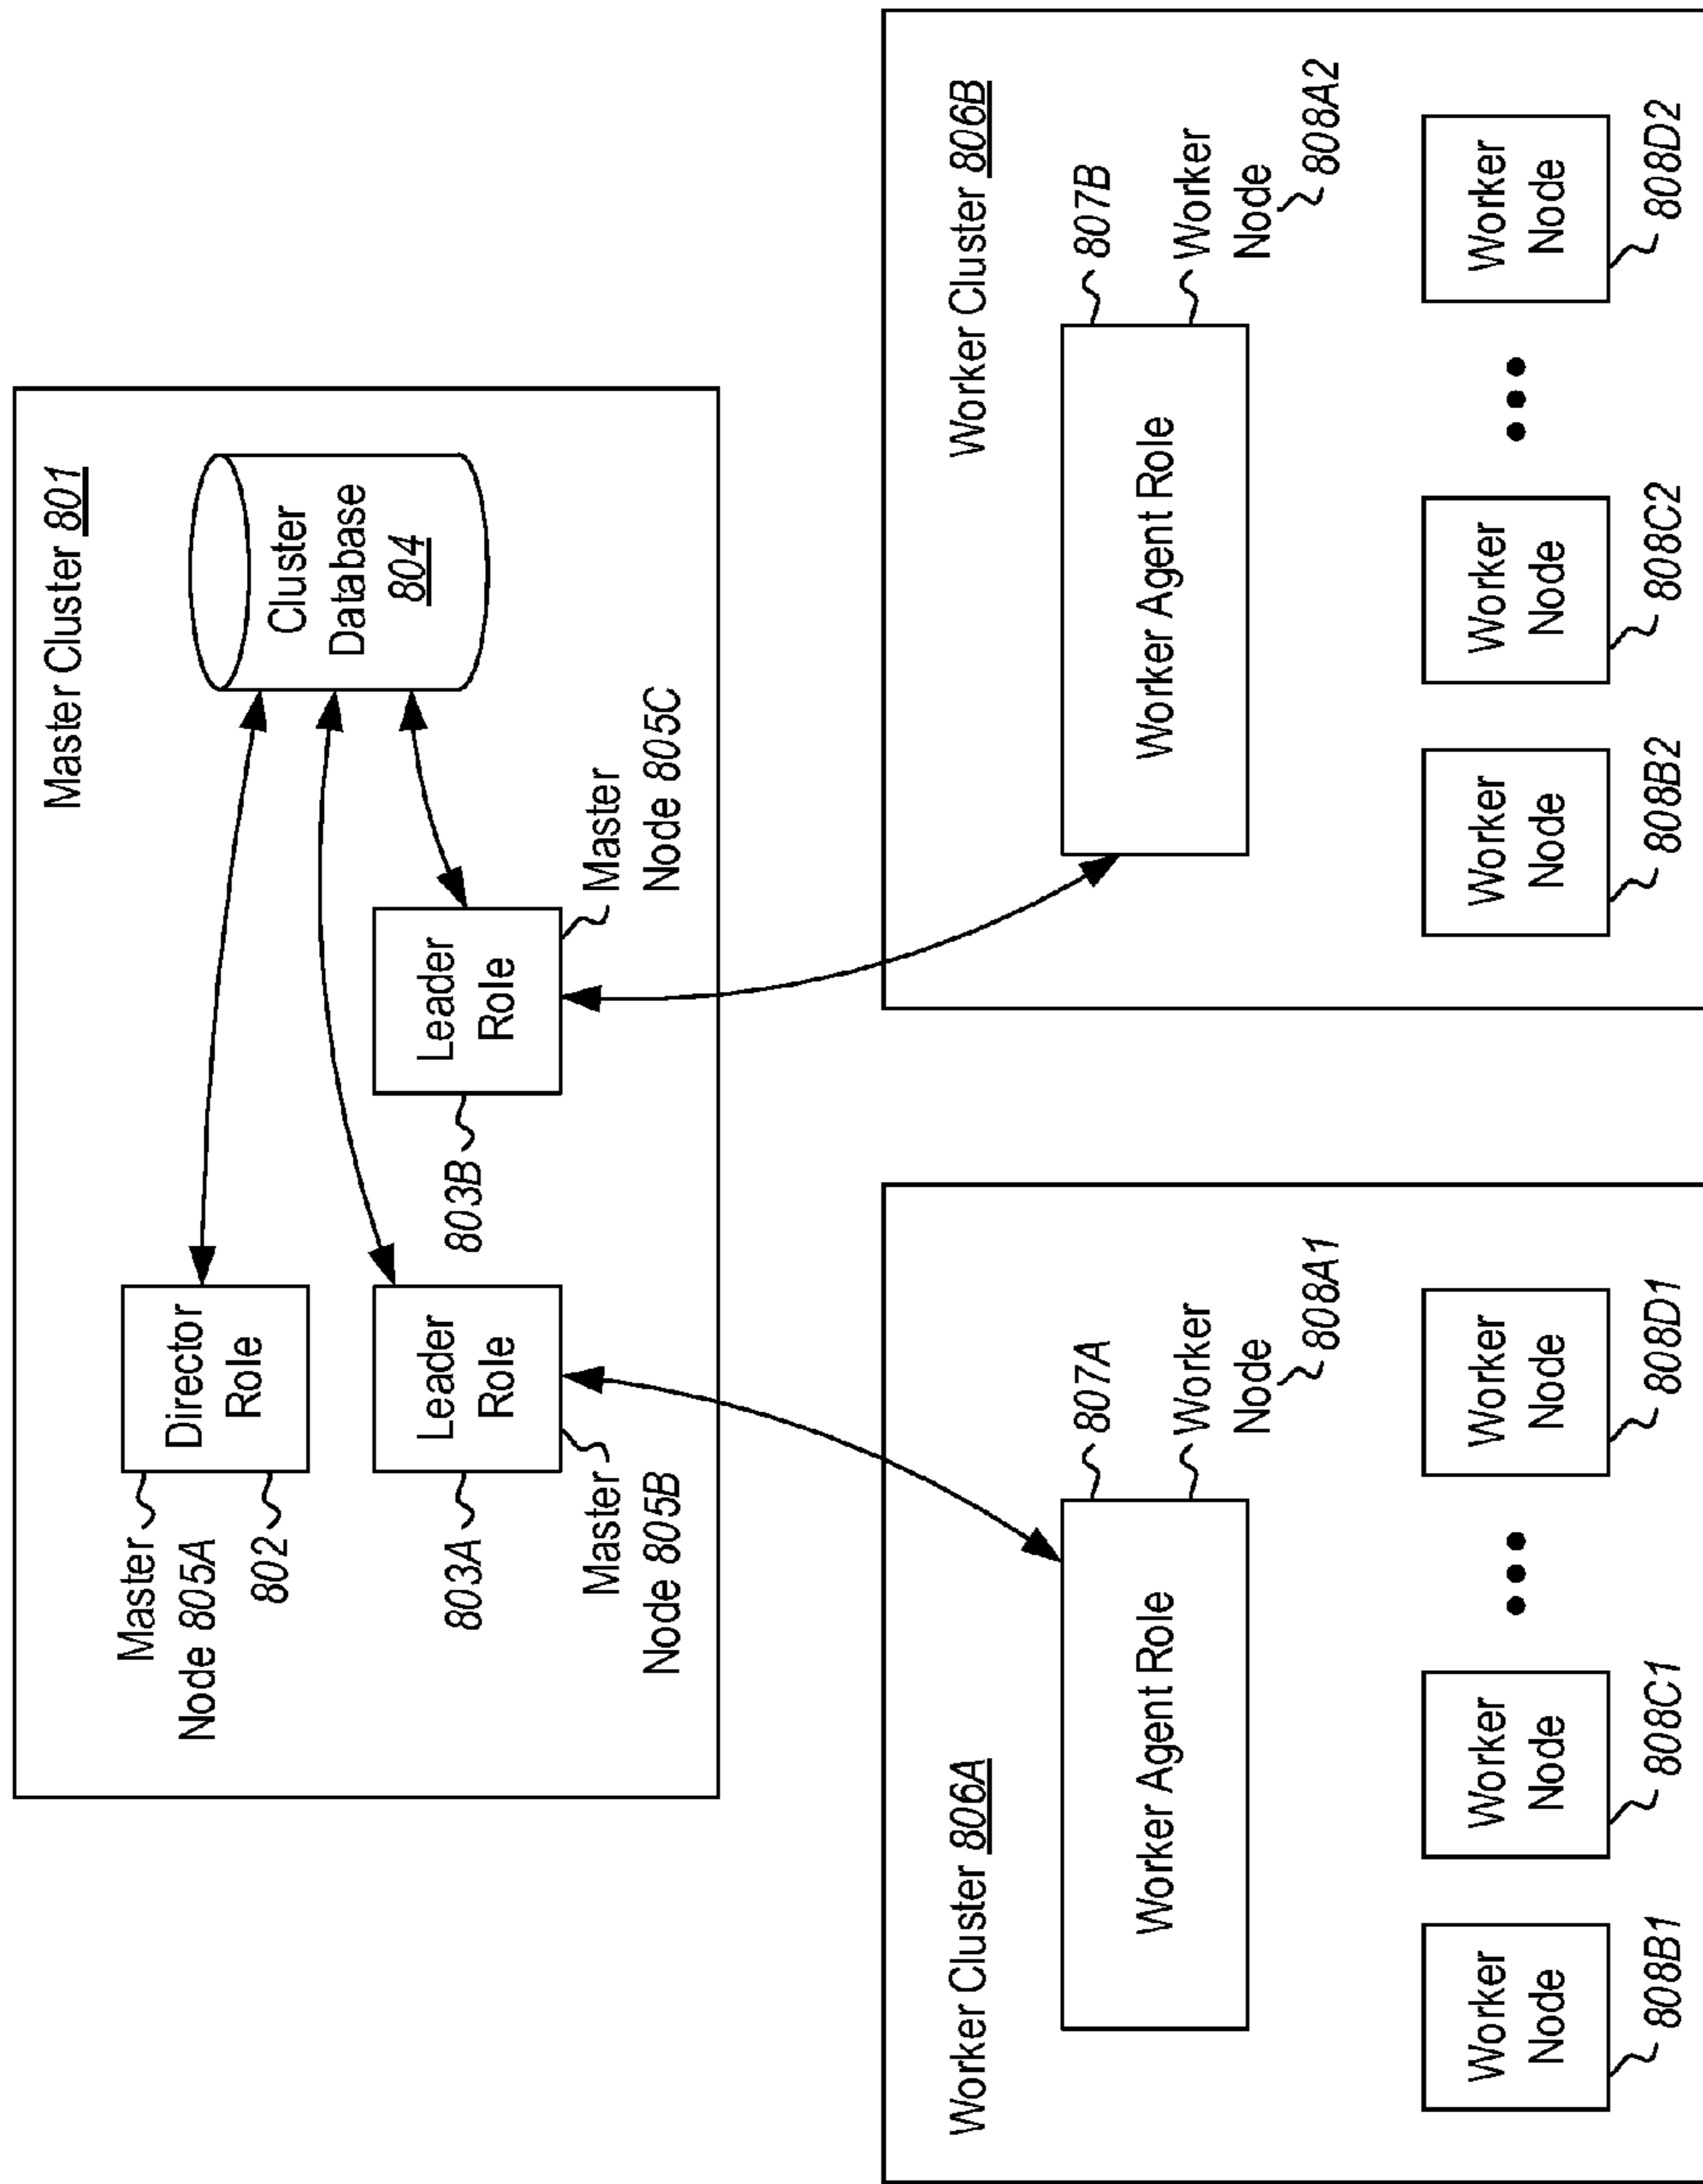 Master Cluster 801
Master
Node 805A
802
Director
Role
Cluster
Database
804
803A
Leader
Role
Master
Node 805B
803B
Leader
Role
Master
Node 805C
Worker Cluster 806A
807A
Worker Agent Role
Worker
Node
808A1
Worker
Node
808B1
Worker
Node
808C1
Worker
Node
808D1
Worker Cluster 806B
807B
Worker Agent Role
Worker
Node
808A2
Worker
Node
808B2
Worker
Node
808C2
Worker
Node
808D2